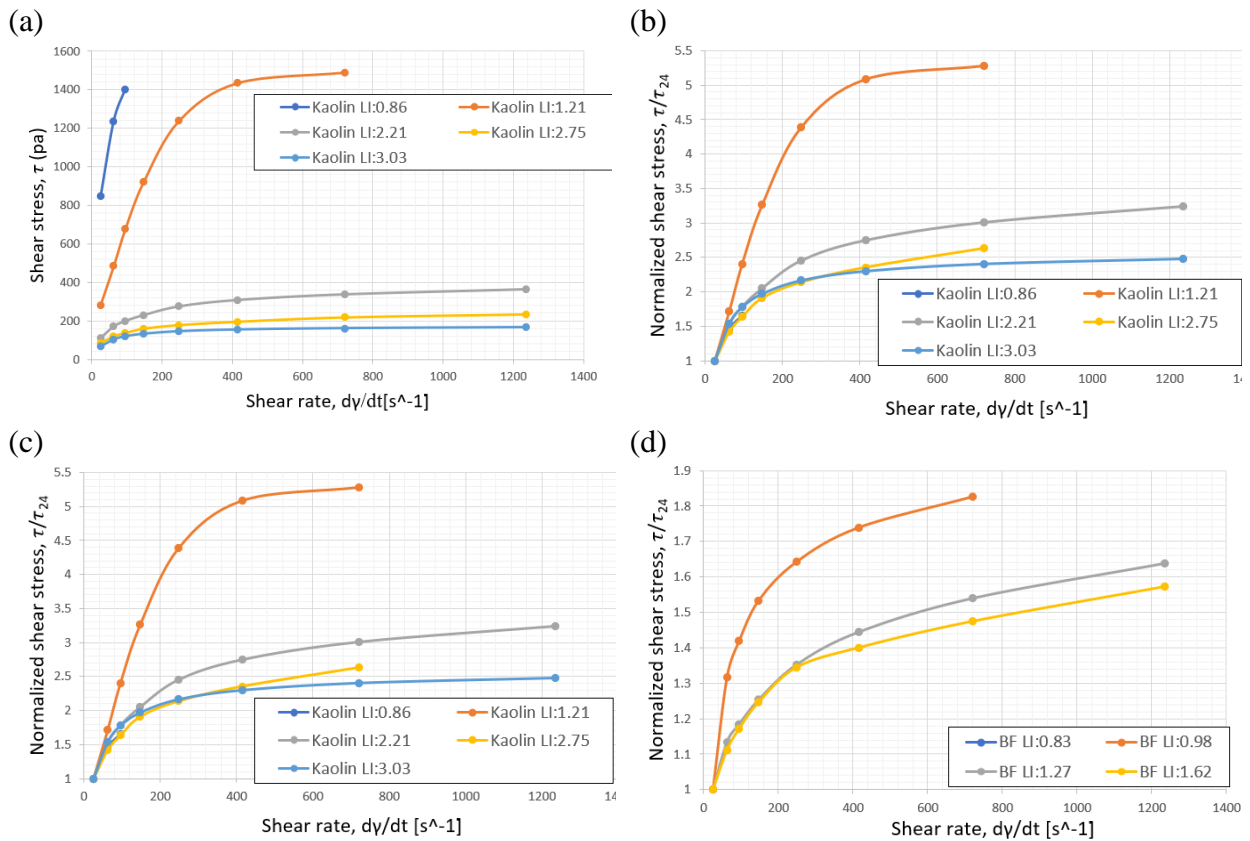 (a)
1600
1400
1200
1000
800
600
400
200
0
Shear stress, τ (pa)
Kaolin LI:0.86 Kaolin LI:1.21
Kaolin LI:2.21 Kaolin LI:2.75
Kaolin LI:3.03
0 200 400 600 800 1000 1200 1400
Shear rate, dγ/dt[s^-1]
(b)
5.5
5
4.5
4
3.5
3
2.5
2
1.5
1
Normalized shear stress, τ/τ24
Kaolin LI:0.86 Kaolin LI:1.21
Kaolin LI:2.21 Kaolin LI:2.75
Kaolin LI:3.03
0 200 400 600 800 1000 1200 140
Shear rate, dγ/dt [s^-1]
(c)
5.5
5
4.5
4
3.5
3
2.5
2
1.5
1
Normalized shear stress, τ/τ24
Kaolin LI:0.86 Kaolin LI:1.21
Kaolin LI:2.21 Kaolin LI:2.75
Kaolin LI:3.03
0 200 400 600 800 1000 1200
Shear rate, dγ/dt [s^-1]
(d)
1.9
1.8
1.7
1.6
1.5
1.4
1.3
1.2
1.1
1
Normalized shear stress, τ/τ24
BF LI:0.83 BF LI:0.98
BF LI:1.27 BF LI:1.62
0 200 400 600 800 1000 1200 1400
Shear rate, dγ/dt [s^-1]